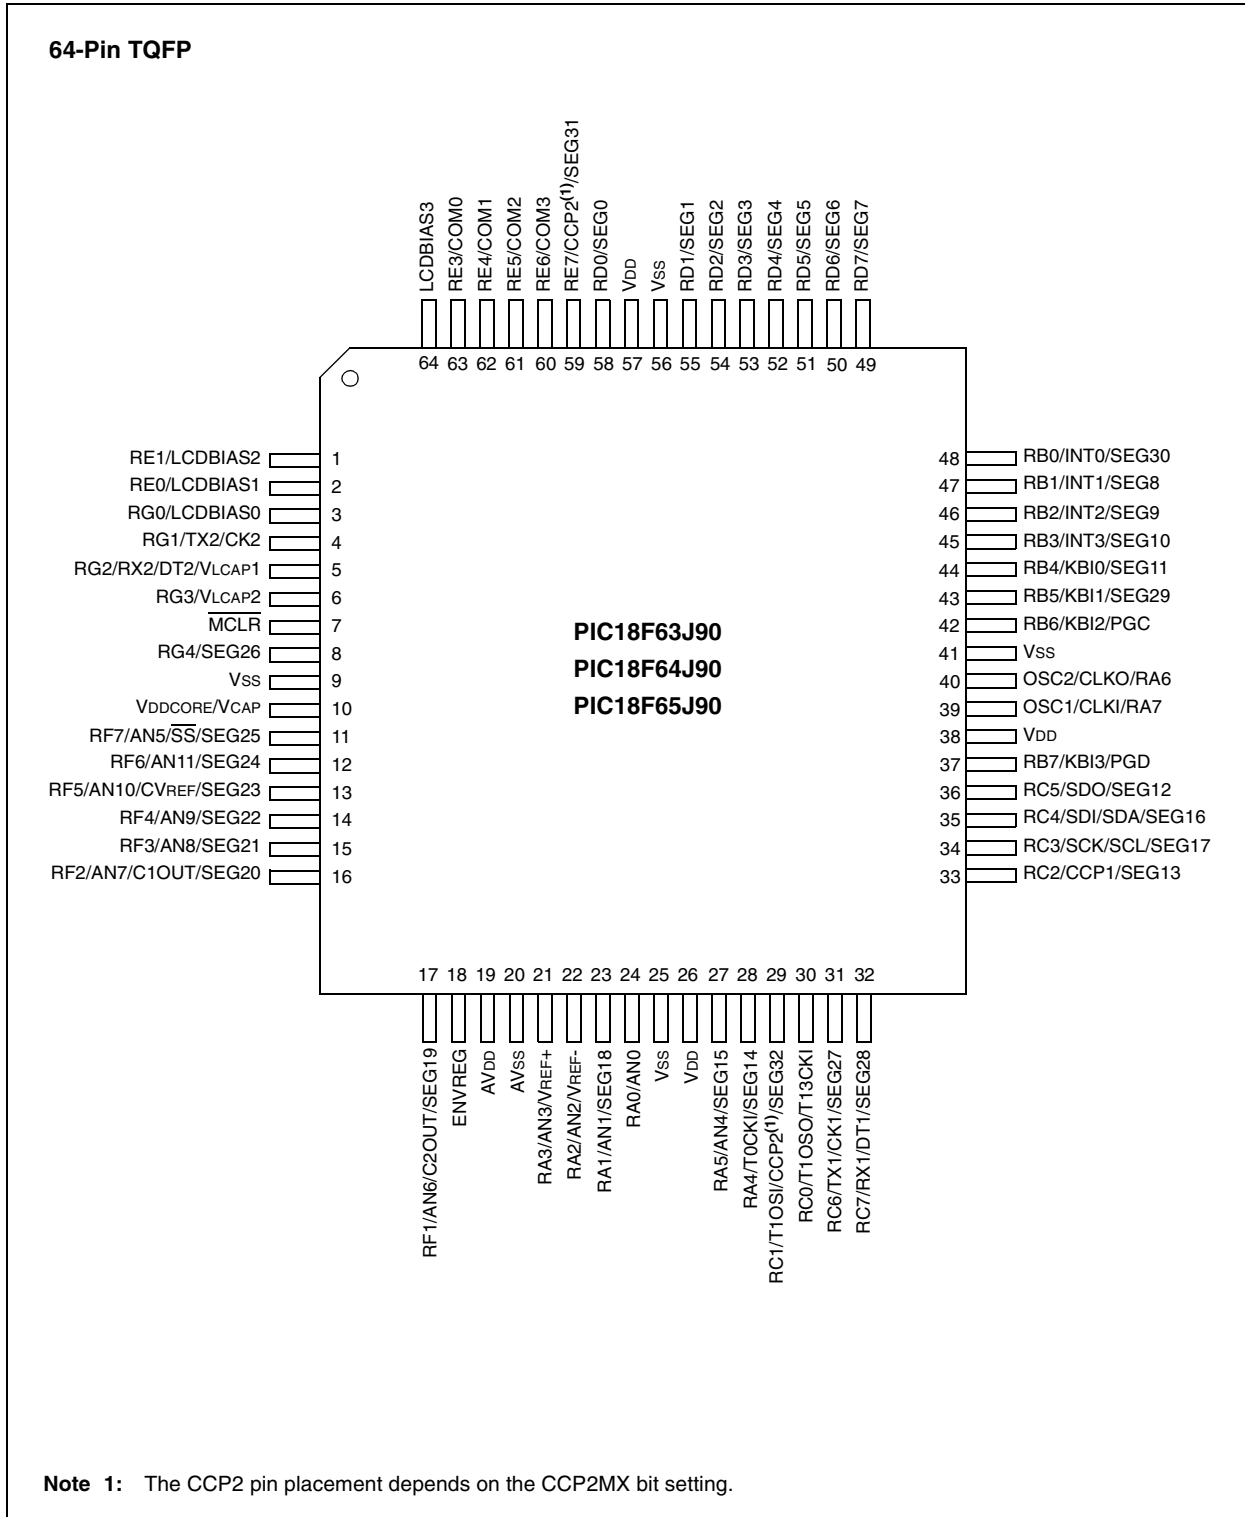 64-Pin TQFP
LCDBIAS3
RE3/COM0
RE4/COM1
RE5/COM2
RE6/COM3
RE7/CCP2(1)/SEG31
RD0/SEG0
VDD
VSS
RD1/SEG1
RD2/SEG2
RD3/SEG3
RD4/SEG4
RD5/SEG5
RD6/SEG6
RD7/SEG7
64 63 62 61 60 59 58 57 56 55 54 53 52 51 50 49
RE1/LCDBIAS2 1
RE0/LCDBIAS1 2
RG0/LCDBIAS0 3
RG1/TX2/CK2 4
RG2/RX2/DT2/VLCAP1 5
RG3/VLCAP2 6
MCLR 7
RG4/SEG26 8
VSS 9
VDDCORE/VCAP 10
RF7/AN5/SS/SEG25 11
RF6/AN11/SEG24 12
RF5/AN10/CVREF/SEG23 13
RF4/AN9/SEG22 14
RF3/AN8/SEG21 15
RF2/AN7/C1OUT/SEG20 16
PIC18F63J90
PIC18F64J90
PIC18F65J90
48 RB0/INT0/SEG30
47 RB1/INT1/SEG8
46 RB2/INT2/SEG9
45 RB3/INT3/SEG10
44 RB4/KBI0/SEG11
43 RB5/KBI1/SEG29
42 RB6/KBI2/PGC
41 VSS
40 OSC2/CLKO/RA6
39 OSC1/CLKI/RA7
38 VDD
37 RB7/KBI3/PGD
36 RC5/SDO/SEG12
35 RC4/SDI/SDA/SEG16
34 RC3/SCK/SCL/SEG17
33 RC2/CCP1/SEG13
17 18 19 20 21 22 23 24 25 26 27 28 29 30 31 32
RF1/AN6/C2OUT/SEG19
ENVREG
AVDD
AVSS
RA3/AN3/VREF+
RA2/AN2/VREF-
RA1/AN1/SEG18
RA0/AN0
VSS
VDD
RA5/AN4/SEG15
RA4/T0CKI/SEG14
RC1/T1OSI/CCP2(1)/SEG32
RC0/T1OSO/T13CKI
RC6/TX1/CK1/SEG27
RC7/RX1/DT1/SEG28
Note 1: The CCP2 pin placement depends on the CCP2MX bit setting.